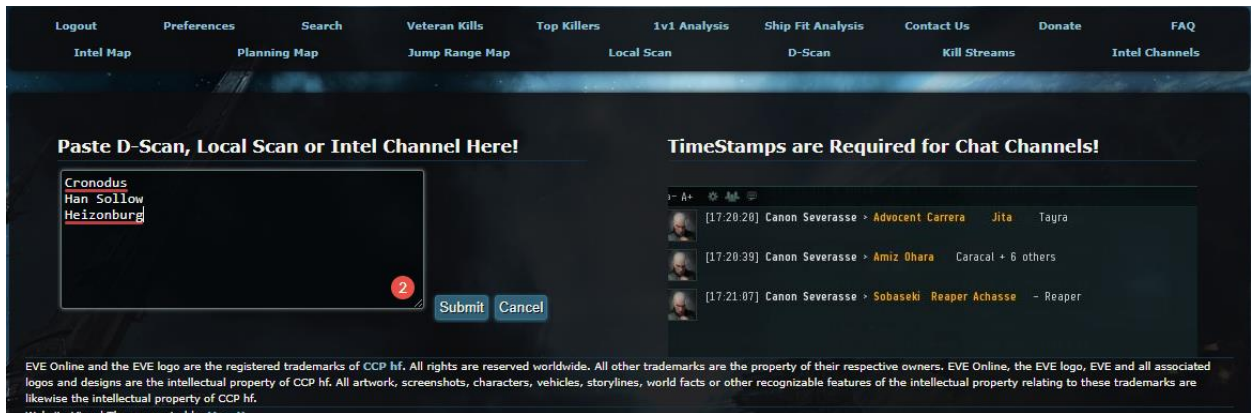 Logout Preferences Search Veteran Kills Top Killers 1v1 Analysis Ship Fit Analysis Contact Us Donate FAQ
Intel Map Planning Map Jump Range Map Local Scan D-Scan Kill Streams Intel Channels
Paste D-Scan, Local Scan or Intel Channel Here!
Cronodus
Han Sollow
Heizonburg
2
Submit Cancel
TimeStamps are Required for Chat Channels!
A+
[17:20:20] Canon Severasse > Advocent Carrera Jita Tayra
[17:20:39] Canon Severasse > Amiz Ohara Caracal + 6 others
[17:21:07] Canon Severasse > Sobaseki Reaper Achasse - Reaper
EVE Online and the EVE logo are the registered trademarks of CCP hf. All rights are reserved worldwide. All other trademarks are the property of their respective owners. EVE Online, the EVE logo, EVE and all associated
logos and designs are the intellectual property of CCP hf. All artwork, screenshots, characters, vehicles, storylines, world facts or other recognizable features of the intellectual property relating to these trademarks are
likewise the intellectual property of CCP hf.